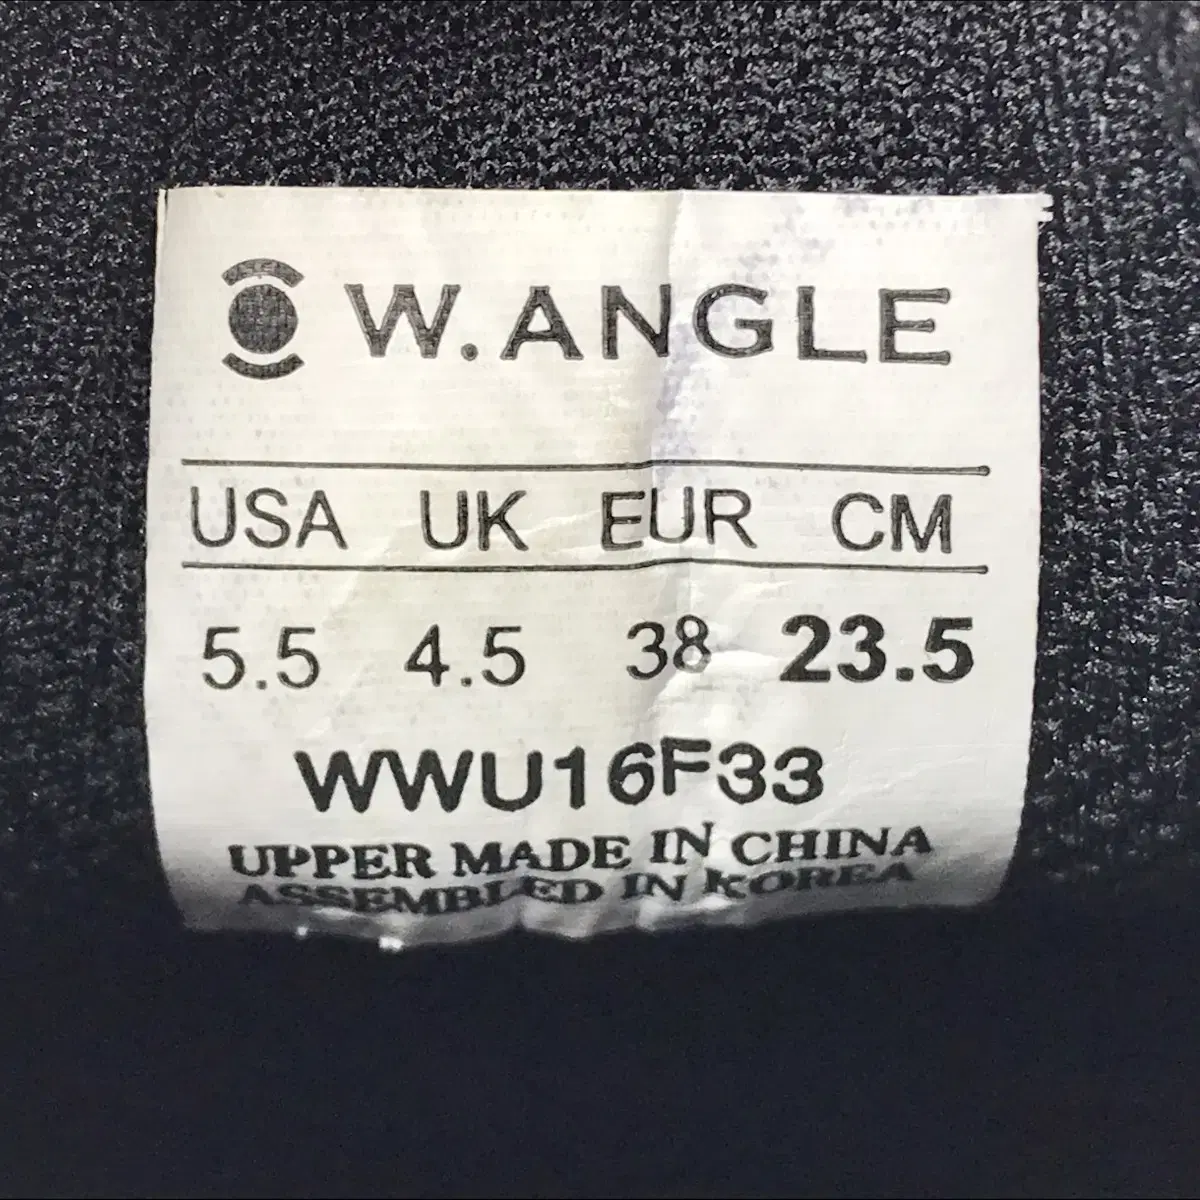 W.ANGLE
USA UK EUR CM
5.5 4.5 38 23.5
WWU16F33
UPPER MADE IN CHINA
ASSEMBLED IN KOREA